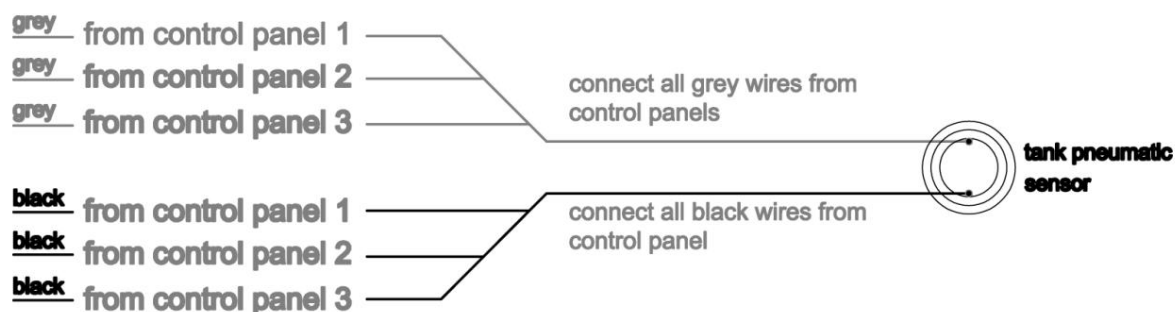 grey from control panel 1
grey from control panel 2
grey from control panel 3
connect all grey wires from
control panels
tank pneumatic
sensor
black from control panel 1
black from control panel 2
black from control panel 3
connect all black wires from
control panel